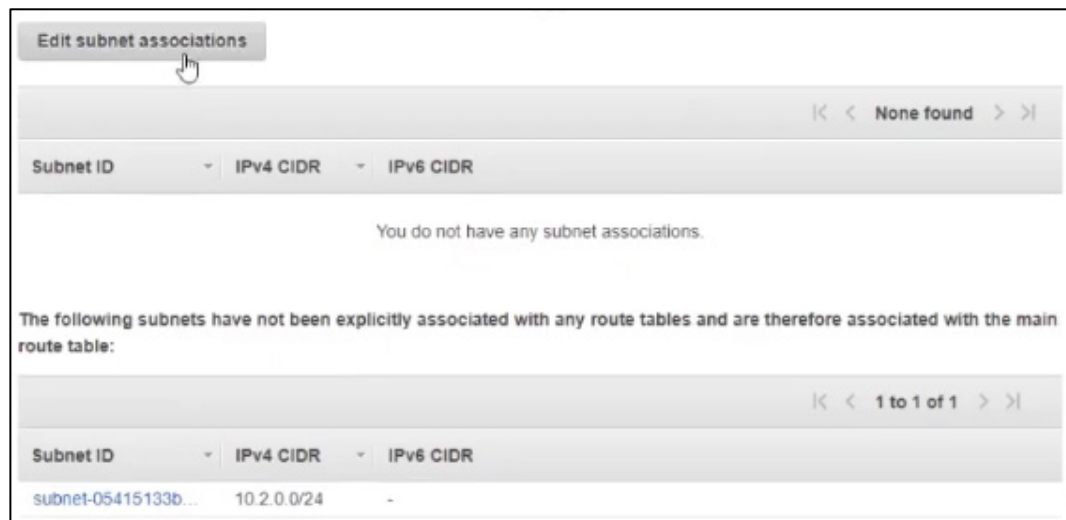 Edit subnet associations
None found
Subnet ID IPv4 CIDR IPv6 CIDR
You do not have any subnet associations.
The following subnets have not been explicitly associated with any route tables and are therefore associated with the main
route table:
1 to 1 of 1
Subnet ID IPv4 CIDR IPv6 CIDR
subnet-05415133b... 10.2.0.0/24 -